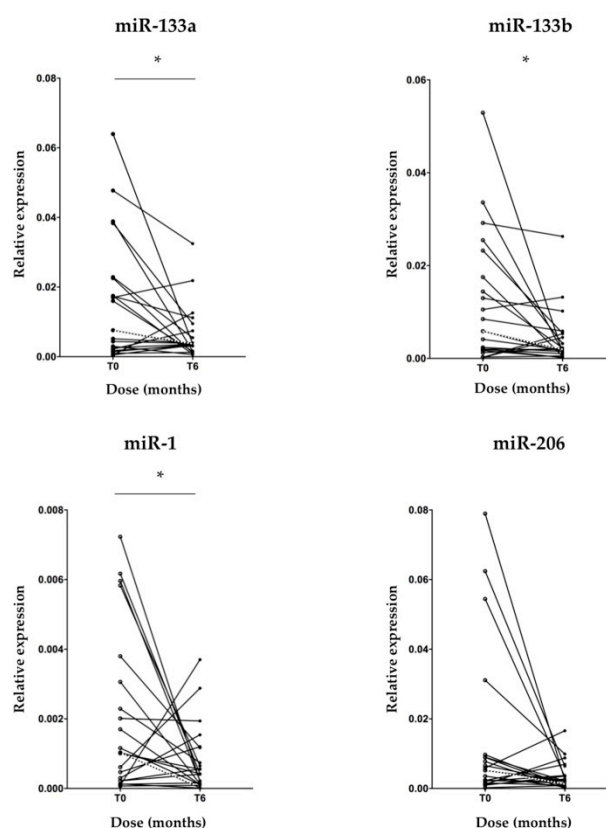 miR-133a
*
Relative expression
0.08
0.06
0.04
0.02
0.00
T0
T6
Dose (months)
miR-133b
*
Relative expression
0.06
0.04
0.02
0.000
T0
T6
Dose (months)
miR-1
*
Relative expression
0.008
0.006
0.004
0.002
0.000
T0
T6
Dose (months)
miR-206
Relative expression
0.08
0.06
0.04
0.02
0.000
T0
T6
Dose (months)